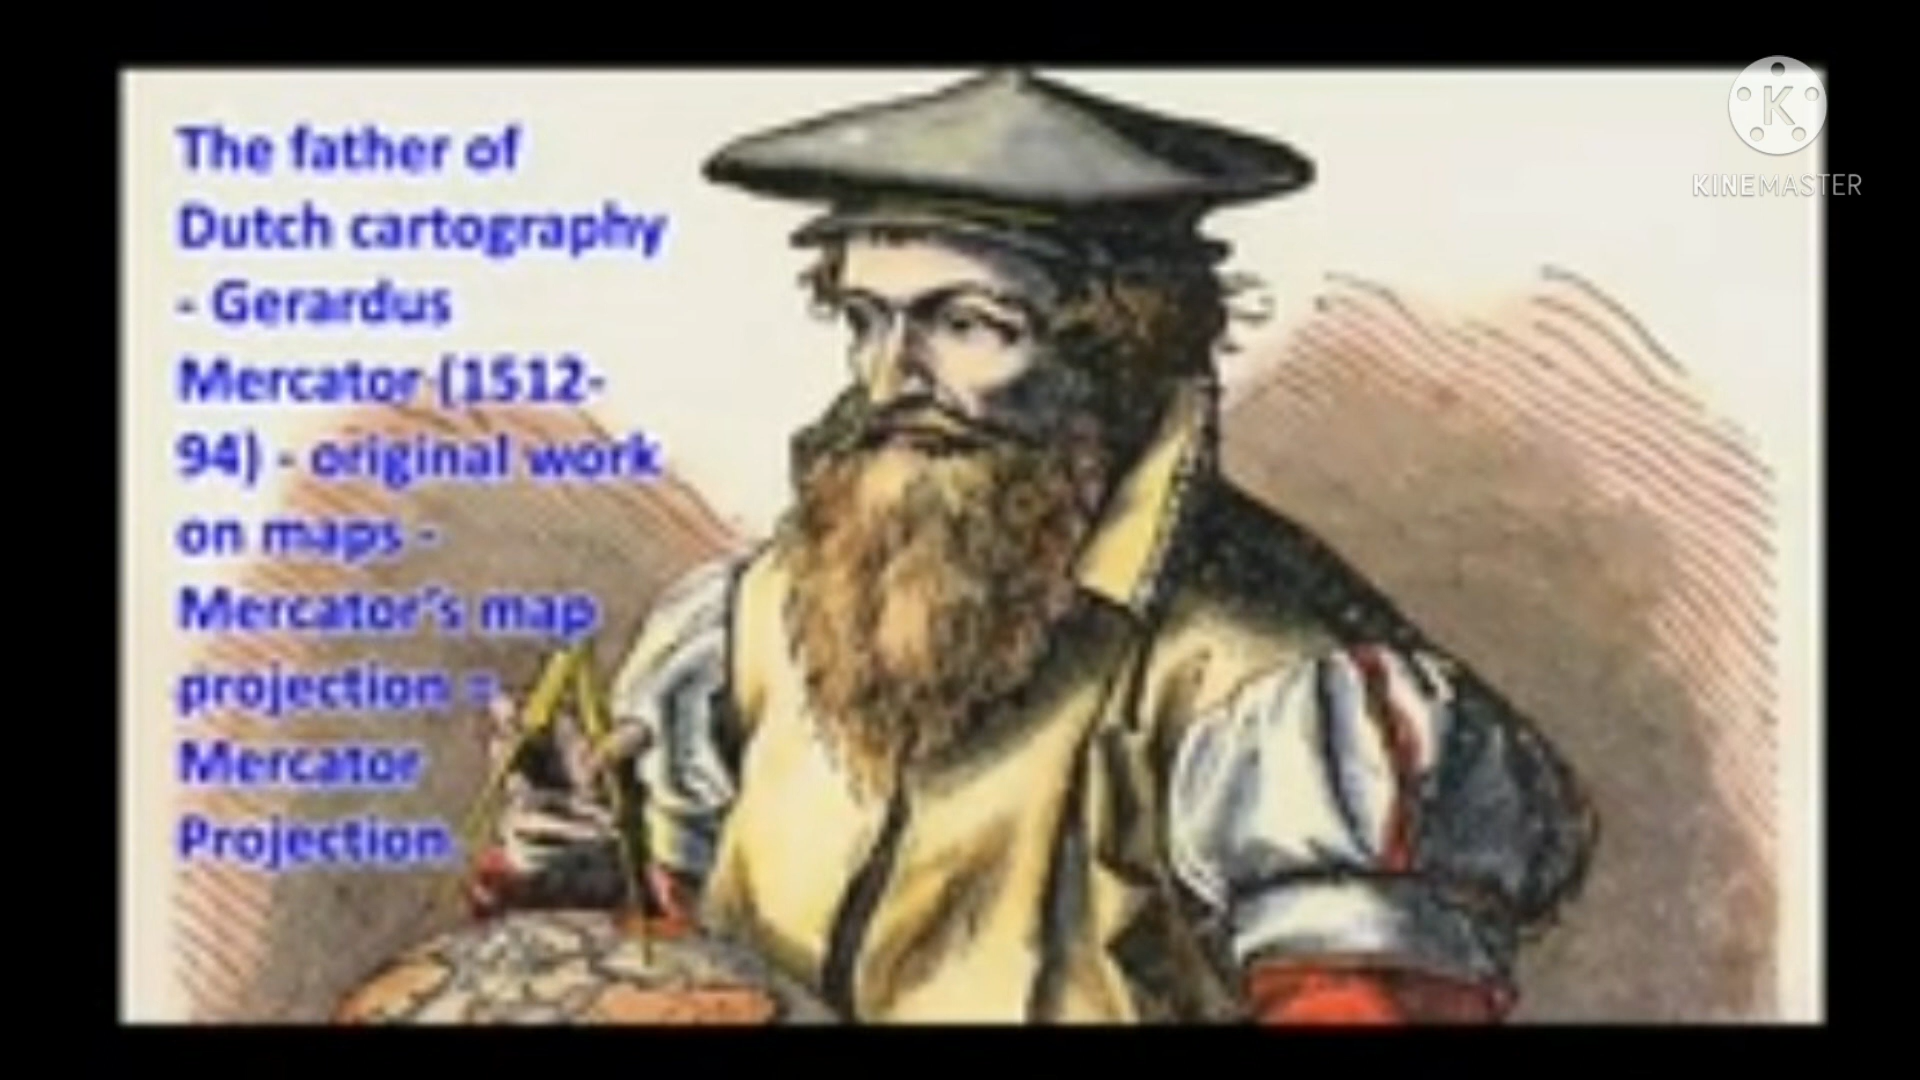 The father of
Dutch cartography
- Gerardus
Mercator (1512-
94) - original work
on maps -
Mercator's map
projection =
Mercator
Projection
KINEMASTER